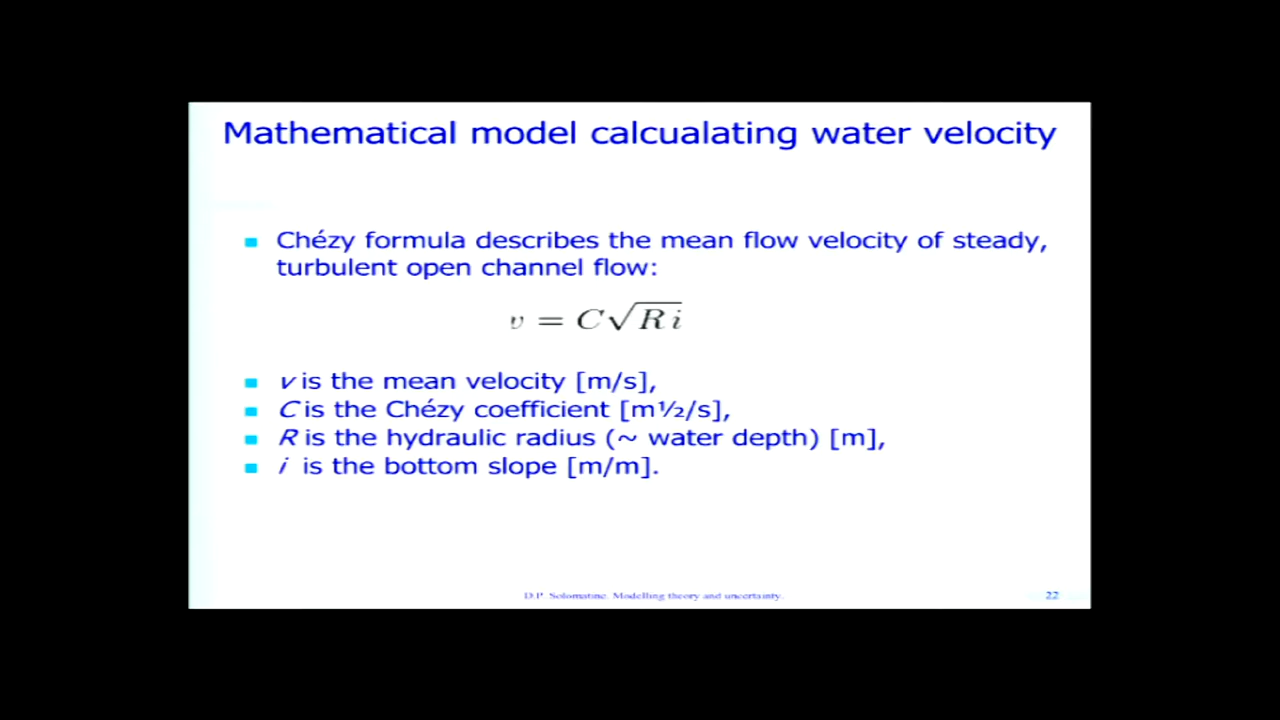 Mathematical model calcualating water velocity
Chézy formula describes the mean flow velocity of steady,
turbulent open channel flow:
v = C√Ri
v is the mean velocity [m/s],
C is the Chézy coefficient [m½/s],
R is the hydraulic radius (~ water depth) [m],
i is the bottom slope [m/m].
D.P. Solomatine. Modelling theory and uncertainty.
22